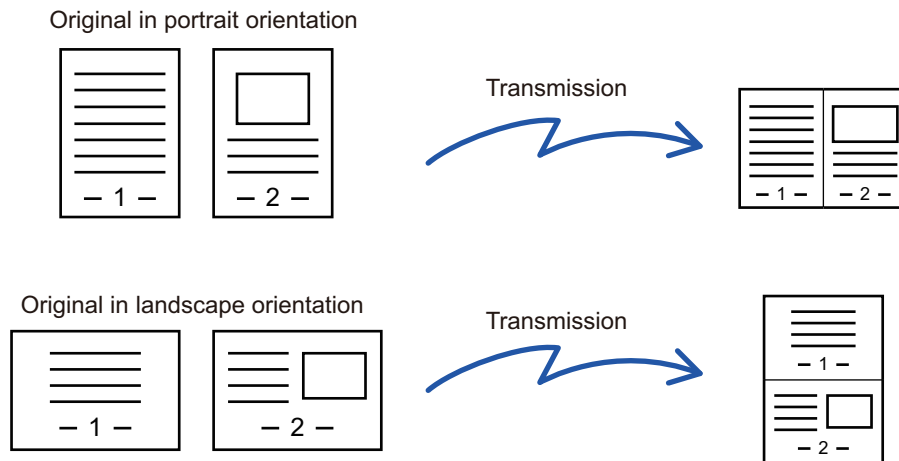 Original in portrait orientation
Transmission
– 1 –
– 2 –
– 1 –
– 2 –
Original in landscape orientation
Transmission
– 1 –
– 2 –
– 1 –
– 2 –